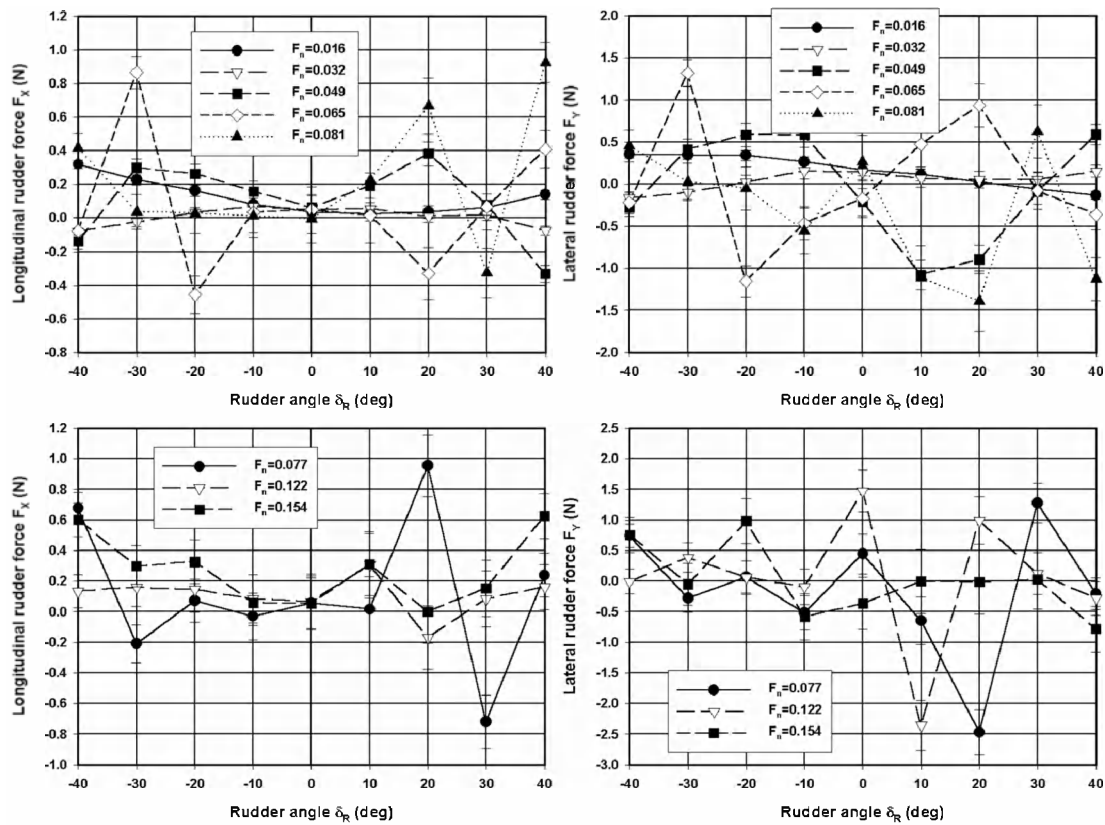 Longitudinal rudder force F_X (N)
1.2
1.0
0.8
0.6
0.4
0.2
0.0
-0.2
-0.4
-0.6
-0.8
F_n=0.016
F_n=0.032
F_n=0.049
F_n=0.065
F_n=0.081
-40 -30 -20 -10 0 10 20 30 40
Rudder angle δ_R (deg)
Lateral rudder force F_Y (N)
2.0
1.5
1.0
0.5
0.0
-0.5
-1.0
-1.5
-2.0
F_n=0.016
F_n=0.032
F_n=0.049
F_n=0.065
F_n=0.081
-40 -30 -20 -10 0 10 20 30 40
Rudder angle δ_R (deg)
Longitudinal rudder force F_X (N)
1.2
1.0
0.8
0.6
0.4
0.2
0.0
-0.2
-0.4
-0.6
-0.8
-1.0
F_n=0.077
F_n=0.122
F_n=0.154
-40 -30 -20 -10 0 10 20 30 40
Rudder angle δ_R (deg)
Lateral rudder force F_Y (N)
2.5
2.0
1.5
1.0
0.5
0.0
-0.5
-1.0
-1.5
-2.0
-2.5
-3.0
F_n=0.077
F_n=0.122
F_n=0.154
-40 -30 -20 -10 0 10 20 30 40
Rudder angle δ_R (deg)